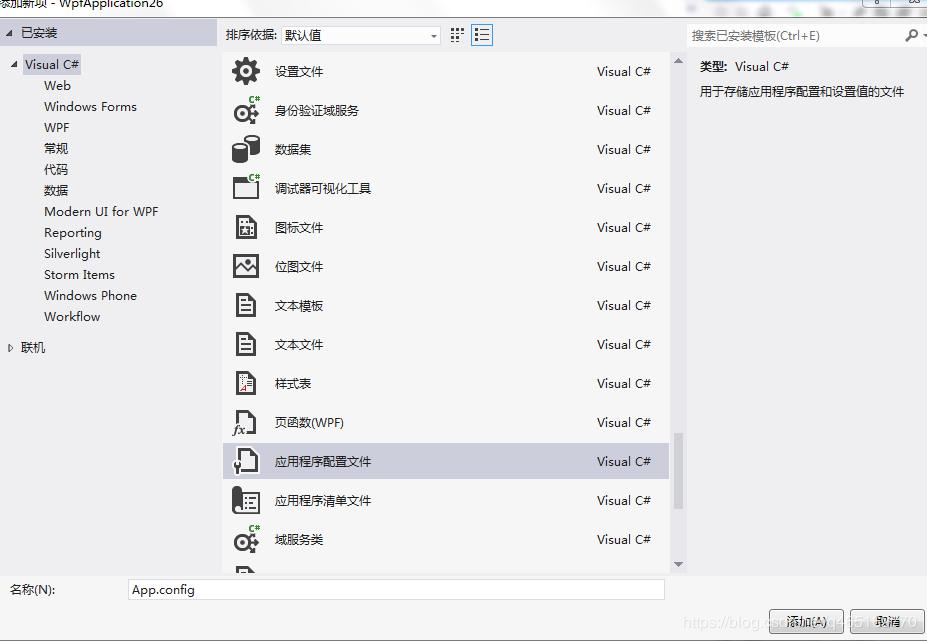 添加新项 - WpfApplication26
已安装
排序依据: 默认值
搜索已安装模板(Ctrl+E)
Visual C#
Web
Windows Forms
WPF
常规
代码
数据
Modern UI for WPF
Reporting
Silverlight
Storm Items
Windows Phone
Workflow
联机
设置文件 Visual C#
C# 身份验证域服务 Visual C#
数据集 Visual C#
C# 调试器可视化工具 Visual C#
图标文件 Visual C#
位图文件 Visual C#
文本模板 Visual C#
文本文件 Visual C#
A 样式表 Visual C#
fx 页函数(WPF) Visual C#
应用程序配置文件 Visual C#
应用程序清单文件 Visual C#
C# 域服务类 Visual C#
类型: Visual C#
用于存储应用程序配置和设置值的文件
名称(N): App.config
添加(A) 取消